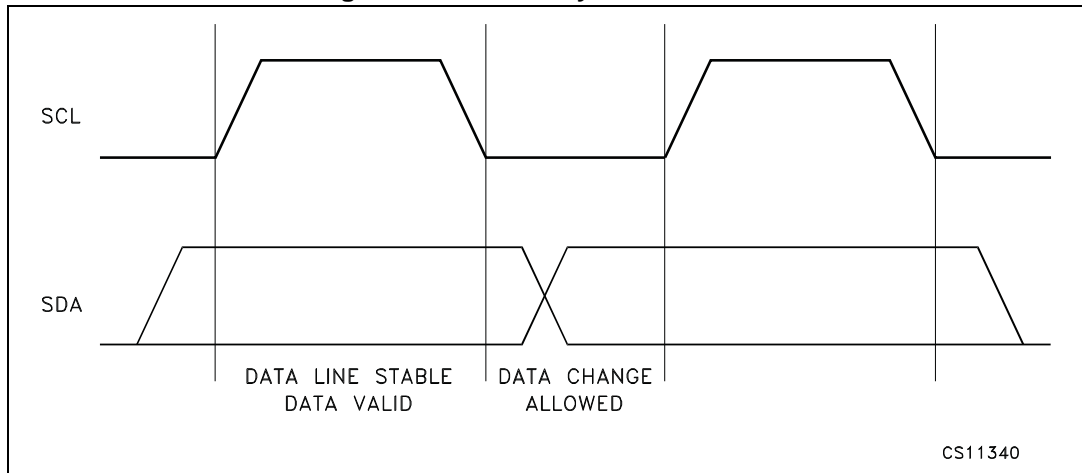 SCL
SDA
DATA LINE STABLE
DATA VALID
DATA CHANGE
ALLOWED
CS11340